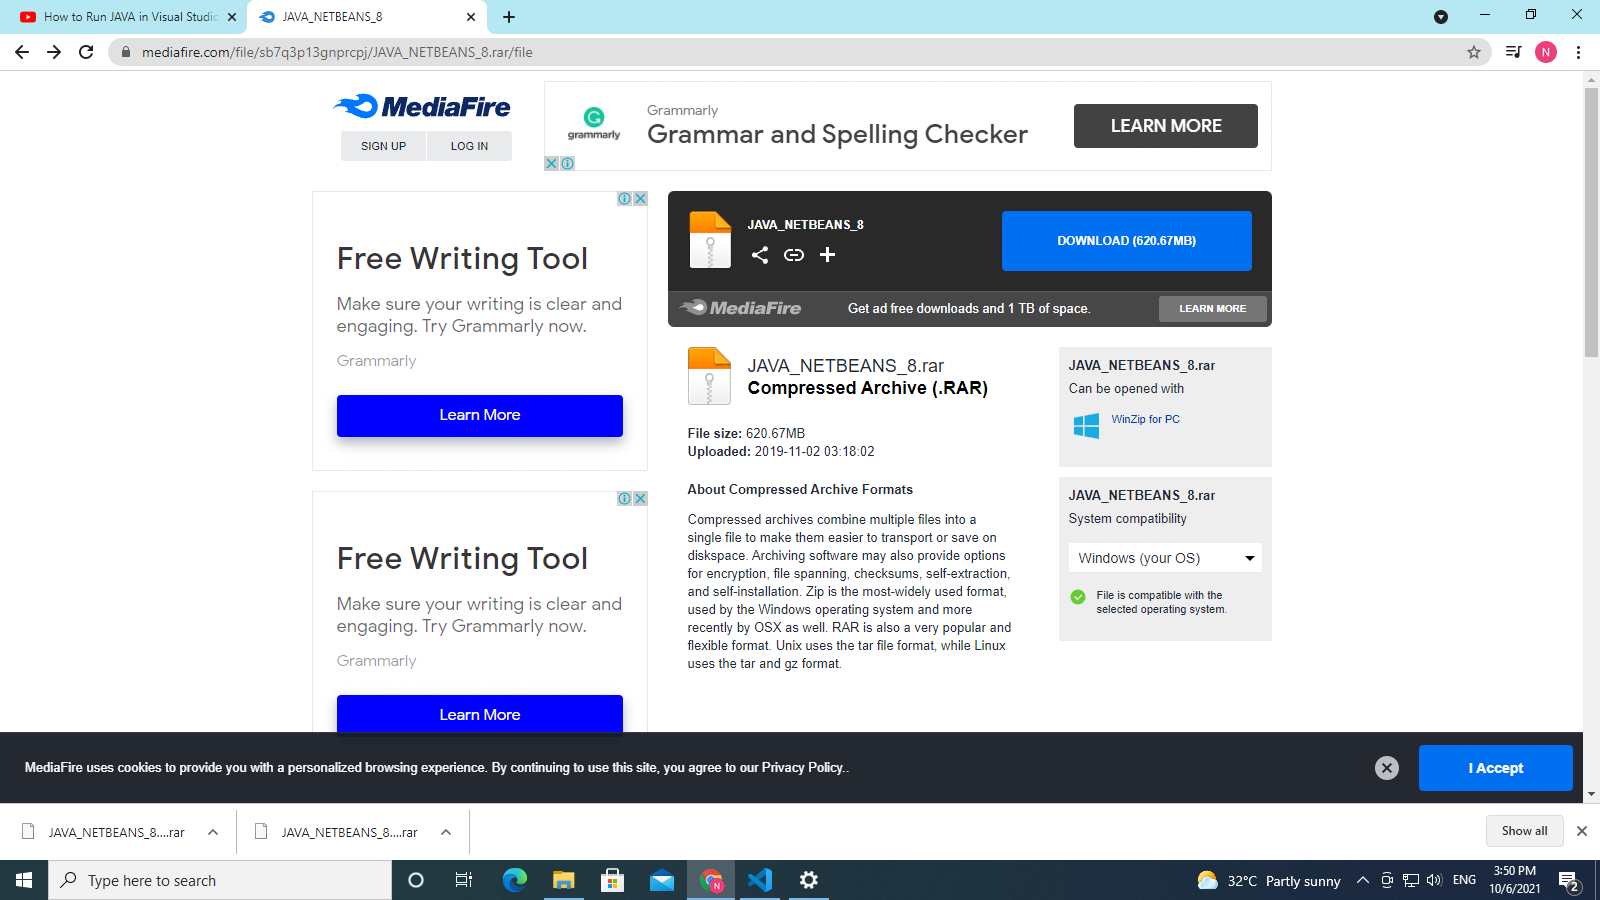 How to Run JAVA in Visual Studio
JAVA_NETBEANS_8
mediafire.com/file/sb7q3p13gnprcpj/JAVA_NETBEANS_8.rar/file
N
MediaFire
SIGN UP
LOG IN
grammarly
Grammarly
Grammar and Spelling Checker
LEARN MORE
Free Writing Tool
Make sure your writing is clear and
engaging. Try Grammarly now.
Grammarly
Learn More
Free Writing Tool
Make sure your writing is clear and
engaging. Try Grammarly now.
Grammarly
Learn More
JAVA_NETBEANS_8
DOWNLOAD (620.67MB)
MediaFire
Get ad free downloads and 1 TB of space.
LEARN MORE
JAVA_NETBEANS_8.rar
Compressed Archive (.RAR)
File size: 620.67MB
Uploaded: 2019-11-02 03:18:02
About Compressed Archive Formats
Compressed archives combine multiple files into a
single file to make them easier to transport or save on
diskspace. Archiving software may also provide options
for encryption, file spanning, checksums, self-extraction,
and self-installation. Zip is the most-widely used format,
used by the Windows operating system and more
recently by OSX as well. RAR is also a very popular and
flexible format. Unix uses the tar file format, while Linux
uses the tar and gz format.
JAVA_NETBEANS_8.rar
Can be opened with
WinZip for PC
JAVA_NETBEANS_8.rar
System compatibility
Windows (your OS)
File is compatible with the
selected operating system.
MediaFire uses cookies to provide you with a personalized browsing experience. By continuing to use this site, you agree to our Privacy Policy..
I Accept
JAVA_NETBEANS_8....rar
JAVA_NETBEANS_8....rar
Show all
Type here to search
N
32°C Partly sunny
ENG
3:50 PM
10/6/2021
2